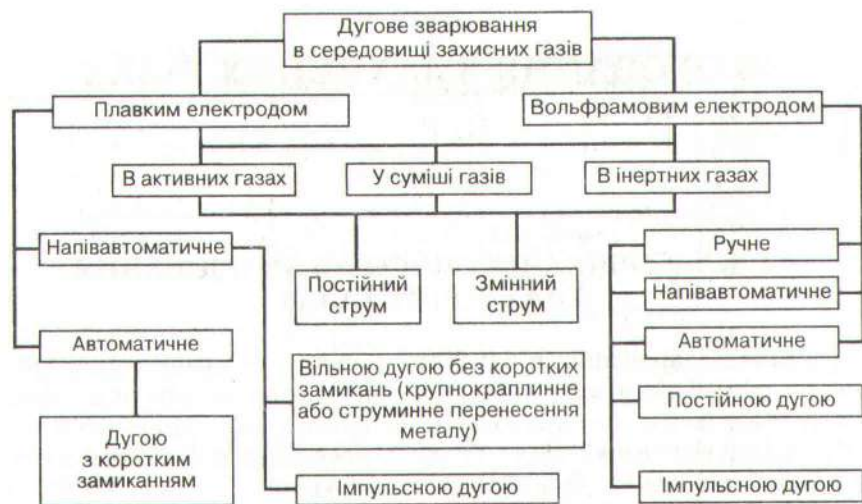 Дугове зварювання
в середовищі захисних газів
Плавким електродом
Вольфрамовим електродом
В активних газах
У суміші газів
В інертних газах
Напівавтоматичне
Ручне
Постійний
струм
Змінний
струм
Напівавтоматичне
Автоматичне
Автоматичне
Вільною дугою без коротких
замикань (крупнокраплинне
або струминне перенесення
металу)
Постійною дугою
Дугою
з коротким
замиканням
Імпульсною дугою
Імпульсною дугою